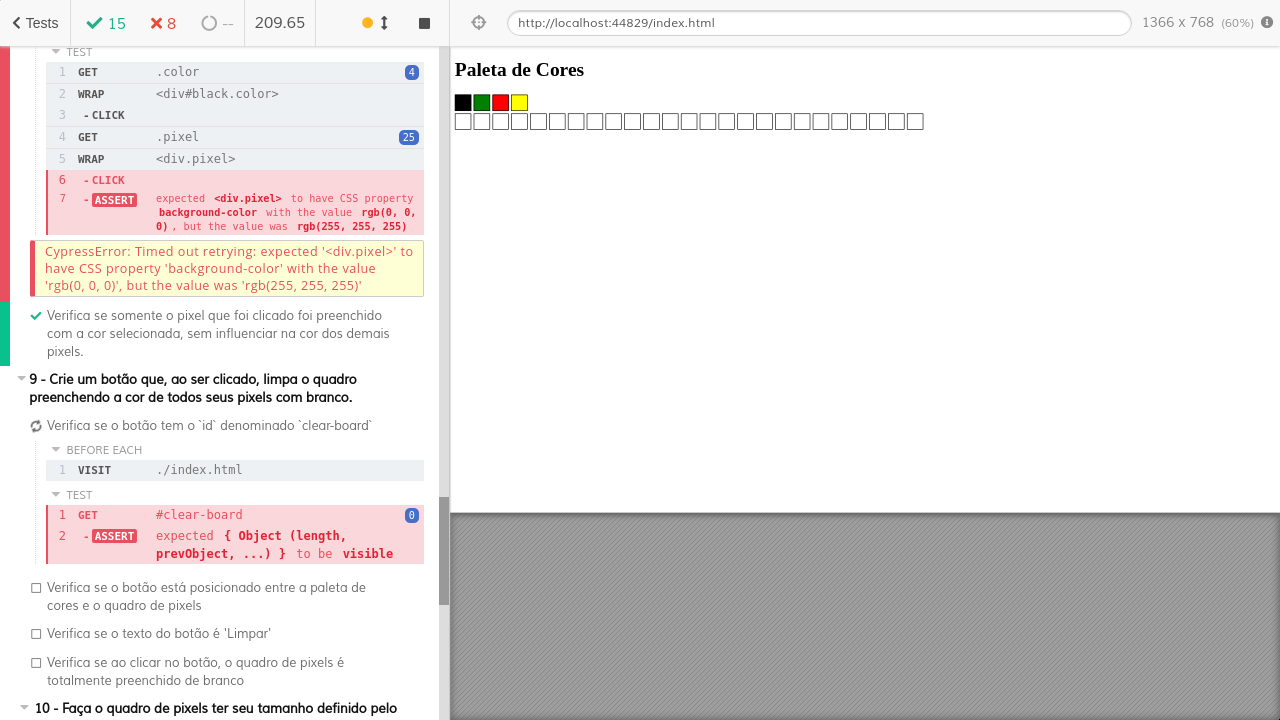 Tests
15
8
--
209.65
http://localhost:44829/index.html
1366 x 768 (60%)
TEST
1 GET .color 4
2 WRAP <div#black.color>
3 - CLICK
4 GET .pixel 25
5 WRAP <div.pixel>
6 - CLICK
7 - ASSERT expected <div.pixel> to have CSS property
background-color with the value rgb(0, 0,
0) , but the value was rgb(255, 255, 255)
CypressError: Timed out retrying: expected '<div.pixel>' to
have CSS property 'background-color' with the value
'rgb(0, 0, 0)', but the value was 'rgb(255, 255, 255)'
Verifica se somente o pixel que foi clicado foi preenchido
com a cor selecionada, sem influenciar na cor dos demais
pixels.
9 - Crie um botão que, ao ser clicado, limpa o quadro
preenchendo a cor de todos seus pixels com branco.
Verifica se o botão tem o `id` denominado `clear-board`
BEFORE EACH
1 VISIT ./index.html
TEST
1 GET #clear-board 0
2 - ASSERT expected { Object (length,
prevObject, ...) } to be visible
Verifica se o botão está posicionado entre a paleta de
cores e o quadro de pixels
Verifica se o texto do botão é 'Limpar'
Verifica se ao clicar no botão, o quadro de pixels é
totalmente preenchido de branco
10 - Faça o quadro de pixels ter seu tamanho definido pelo
Paleta de Cores